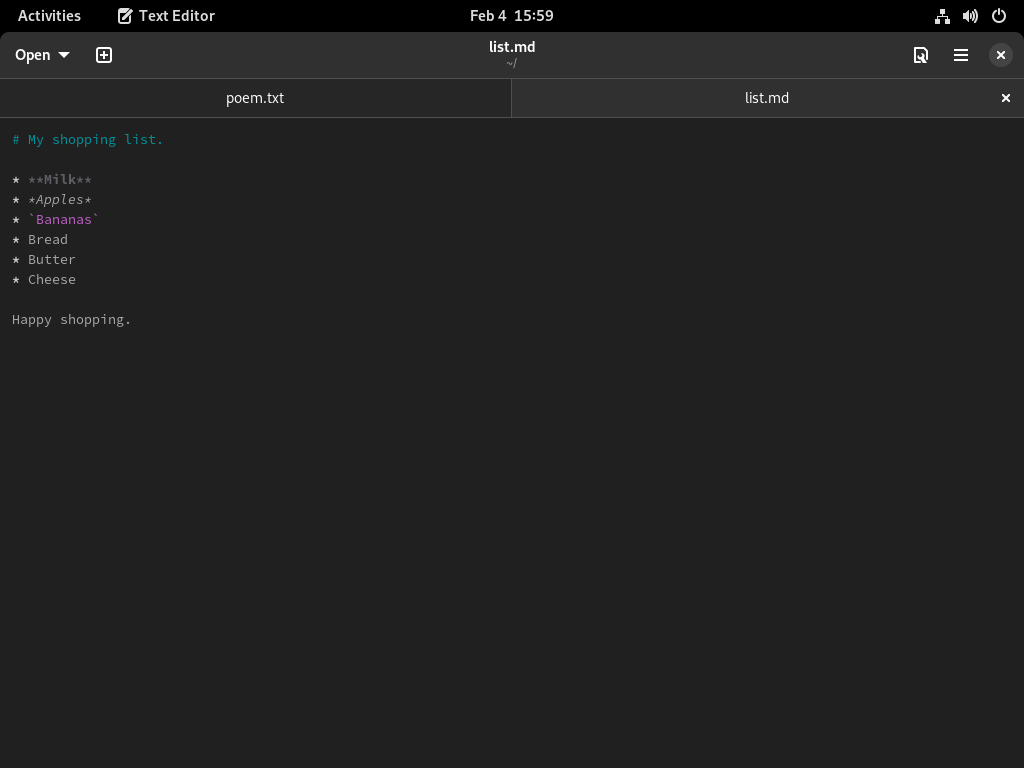 Activities Text Editor Feb 4 15:59
Open list.md
~/
poem.txt list.md
# My shopping list.
* **Milk**
* *Apples*
* `Bananas`
* Bread
* Butter
* Cheese
Happy shopping.